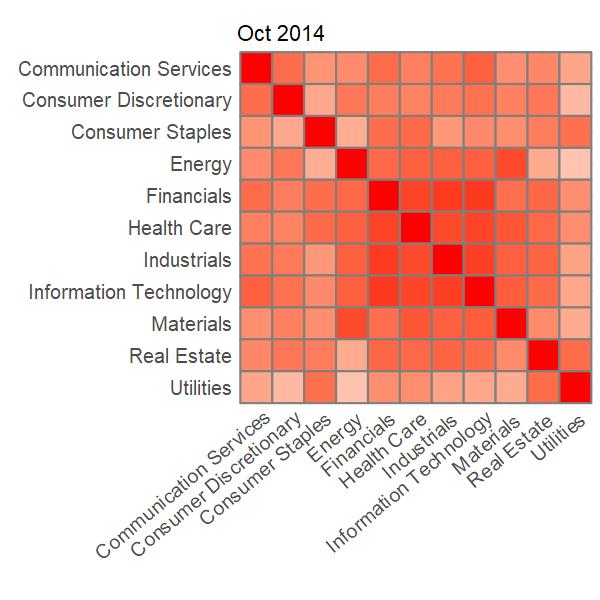 Oct 2014
Communication Services
Consumer Discretionary
Consumer Staples
Energy
Financials
Health Care
Industrials
Information Technology
Materials
Real Estate
Utilities
Communication Services
Consumer Discretionary
Consumer Staples
Energy
Financials
Health Care
Industrials
Information Technology
Materials
Real Estate
Utilities